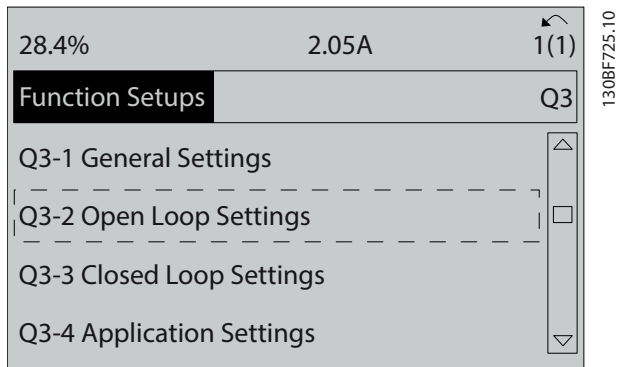 28.4% 2.05A 1(1)
Function Setups Q3
Q3-1 General Settings
Q3-2 Open Loop Settings
Q3-3 Closed Loop Settings
Q3-4 Application Settings
130BF725.10